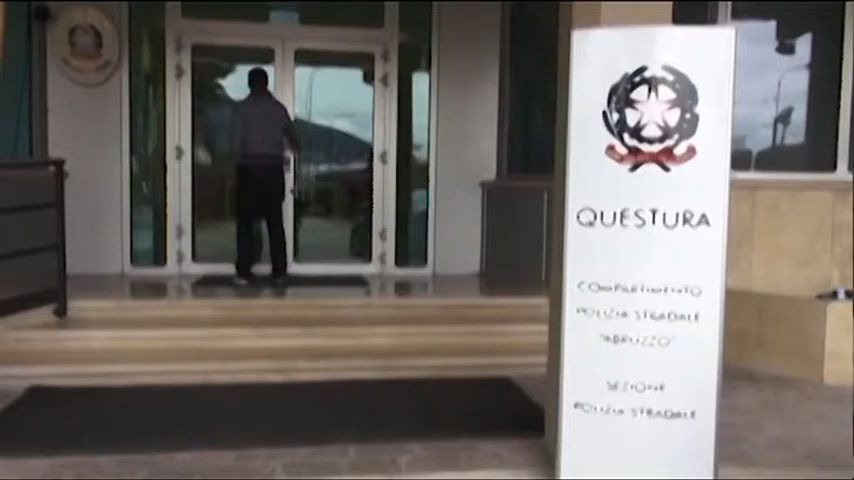 QUESTURA
COMPARTIMENTO
POLIZIA STRADALE
"ABRUZZO"
SEZIONE
POLIZIA STRADALE